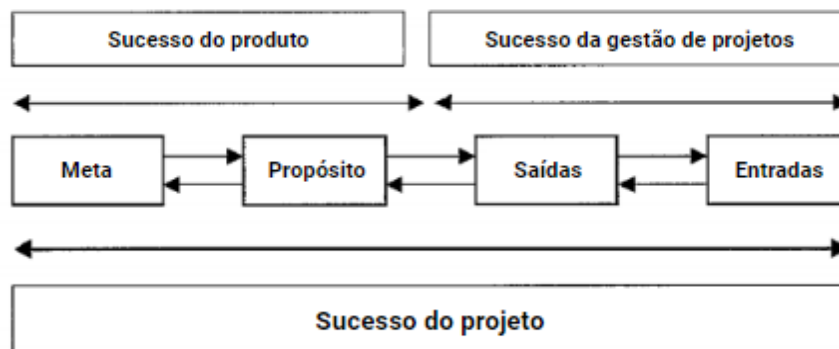 Sucesso do produto
Sucesso da gestão de projetos
Meta
Propósito
Saídas
Entradas
Sucesso do projeto